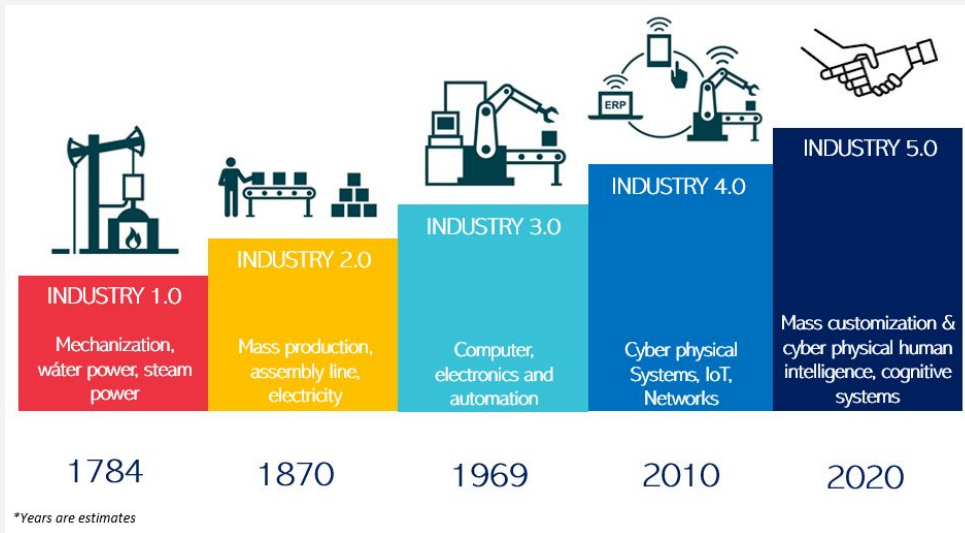 ERP
INDUSTRY 1.0
Mechanization,
wáter power, steam
power
INDUSTRY 2.0
Mass production,
assembly line,
electricity
INDUSTRY 3.0
Computer,
electronics and
automation
INDUSTRY 4.0
Cyber physical
Systems, IoT,
Networks
INDUSTRY 5.0
Mass customization &
cyber physical human
intelligence, cognitive
systems
1784
1870
1969
2010
2020
*Years are estimates